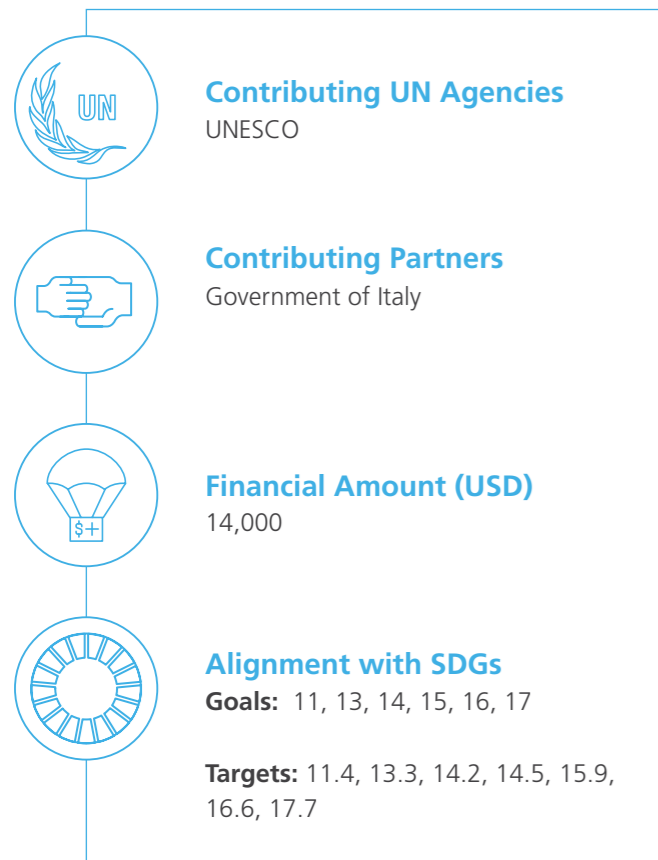 UN
Contributing UN Agencies
UNESCO
Contributing Partners
Government of Italy
$+
Financial Amount (USD)
14,000
Alignment with SDGs
Goals: 11, 13, 14, 15, 16, 17
Targets: 11.4, 13.3, 14.2, 14.5, 15.9,
16.6, 17.7